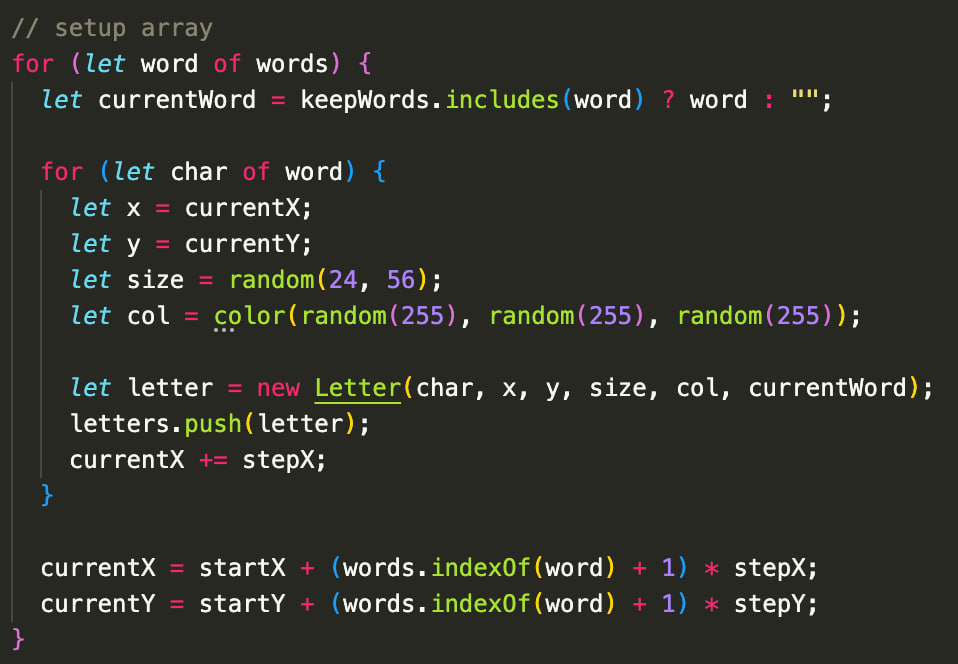 // setup array
for (let word of words) {
  let currentWord = keepWords.includes(word) ? word : "";
  for (let char of word) {
    let x = currentX;
    let y = currentY;
    let size = random(24, 56);
    let col = color(random(255), random(255), random(255));
    let letter = new Letter(char, x, y, size, col, currentWord);
    letters.push(letter);
    currentX += stepX;
  }
  currentX = startX + (words.indexOf(word) + 1) * stepX;
  currentY = startY + (words.indexOf(word) + 1) * stepY;
}